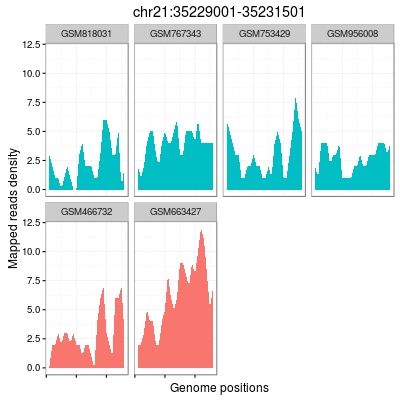 chr21:35229001-35231501
GSM818031 GSM767343 GSM753429 GSM956008
12.5
10.0
7.5
5.0
2.5
0.0
GSM466732 GSM663427
12.5
10.0
7.5
5.0
2.5
0.0
Mapped reads density
Genome positions